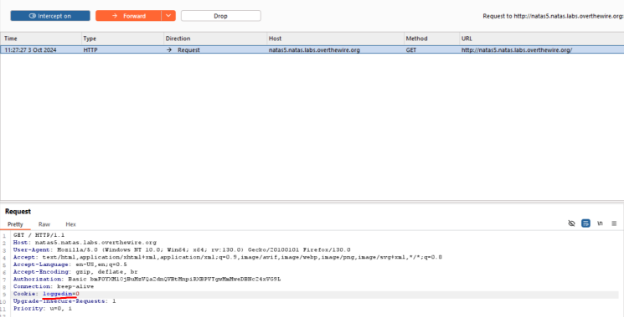 Intercept on Forward Drop Request to http://natas5.natas.labs.overthewire.org:
Time Type Direction Host Method URL
11:27:27 3 Oct 2024 HTTP → Request natas5.natas.labs.overthewire.org GET http://natas5.natas.labs.overthewire.org/
Request
Pretty Raw Hex
1 GET / HTTP/1.1
2 Host: natas5.natas.labs.overthewire.org
3 User-Agent: Mozilla/5.0 (Windows NT 10.0; Win64; x64; rv:130.0) Gecko/20100101 Firefox/130.0
4 Accept: text/html,application/xhtml+xml,application/xml;q=0.9,image/avif,image/webp,image/png,image/svg+xml,*/*;q=0.8
5 Accept-Language: en-US,en;q=0.5
6 Accept-Encoding: gzip, deflate, br
7 Authorization: Basic
8 Connection: keep-alive
9 Cookie: loggedin=0
10 Upgrade-Insecure-Requests: 1
11 Priority: u=0, i